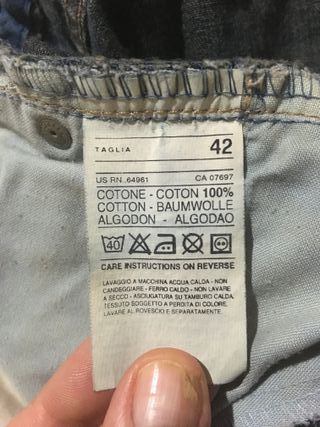 TAGLIA 42
US RN..64961 CA 07697
COTONE - COTON 100%
COTTON - BAUMWOLLE
ALGODON - ALGODAO
40
CARE INSTRUCTIONS ON REVERSE
LAVAGGIO A MACCHINA ACQUA CALDA - NON
CANDEGGIARE - FERRO CALDO - NON LAVARE
A SECCO - ASCIUGATURA SU TAMBURO CALDA.
TESSUTO SOGGETTO A PERDITA DI COLORE.
LAVARE AL ROVESCIO E SEPARATAMENTE.